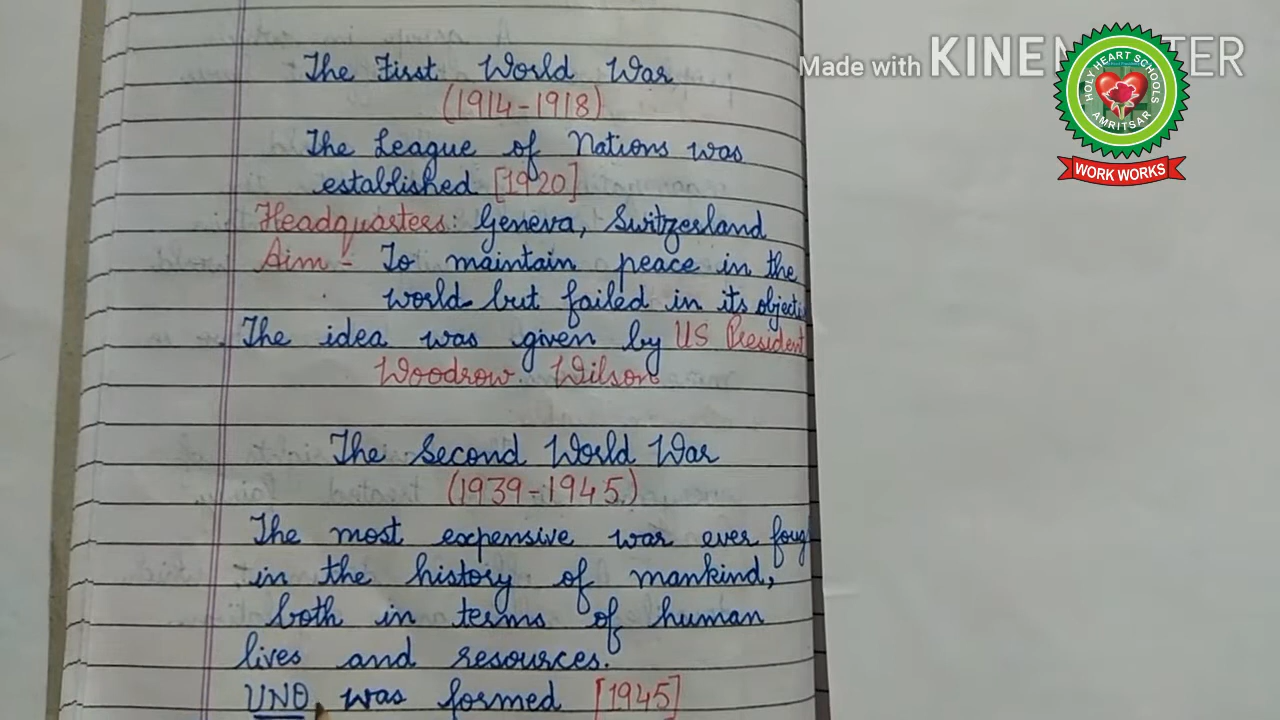 The First World War
(1914-1918)
The League of Nations was
established [1920]
Headquarters: Geneva, Switzerland
Aim - To maintain peace in the
world but failed in its objecti
The idea was given by US President
Woodrow Wilson
The Second World War
(1939-1945)
The most expensive war ever foug
in the history of mankind,
both in terms of human
lives and resources.
UNO was formed [1945]
Made with KINEMASTER
HOLY HEART SCHOOLS
AMRITSAR
WORK WORKS